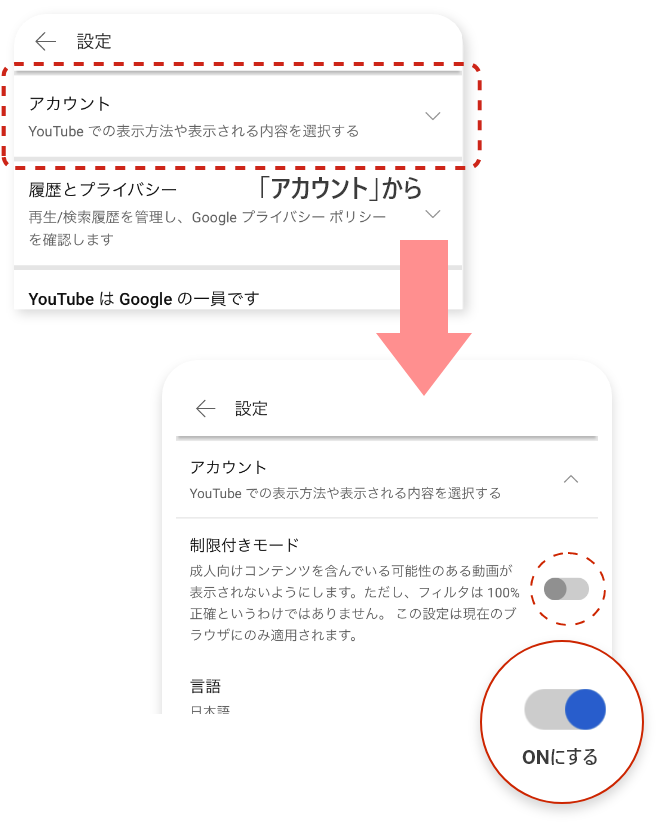 設定
アカウント
YouTube での表示方法や表示される内容を選択する
履歴とプライバシー
「アカウント」から
再生/検索履歴を管理し、Google プライバシー ポリシー
を確認します
YouTube は Google の一員です
設定
アカウント
YouTube での表示方法や表示される内容を選択する
制限付きモード
成人向けコンテンツを含んでいる可能性のある動画が
表示されないようにします。ただし、フィルタは 100%
正確というわけではありません。 この設定は現在のブ
ラウザにのみ適用されます。
言語
日本語
ONにする